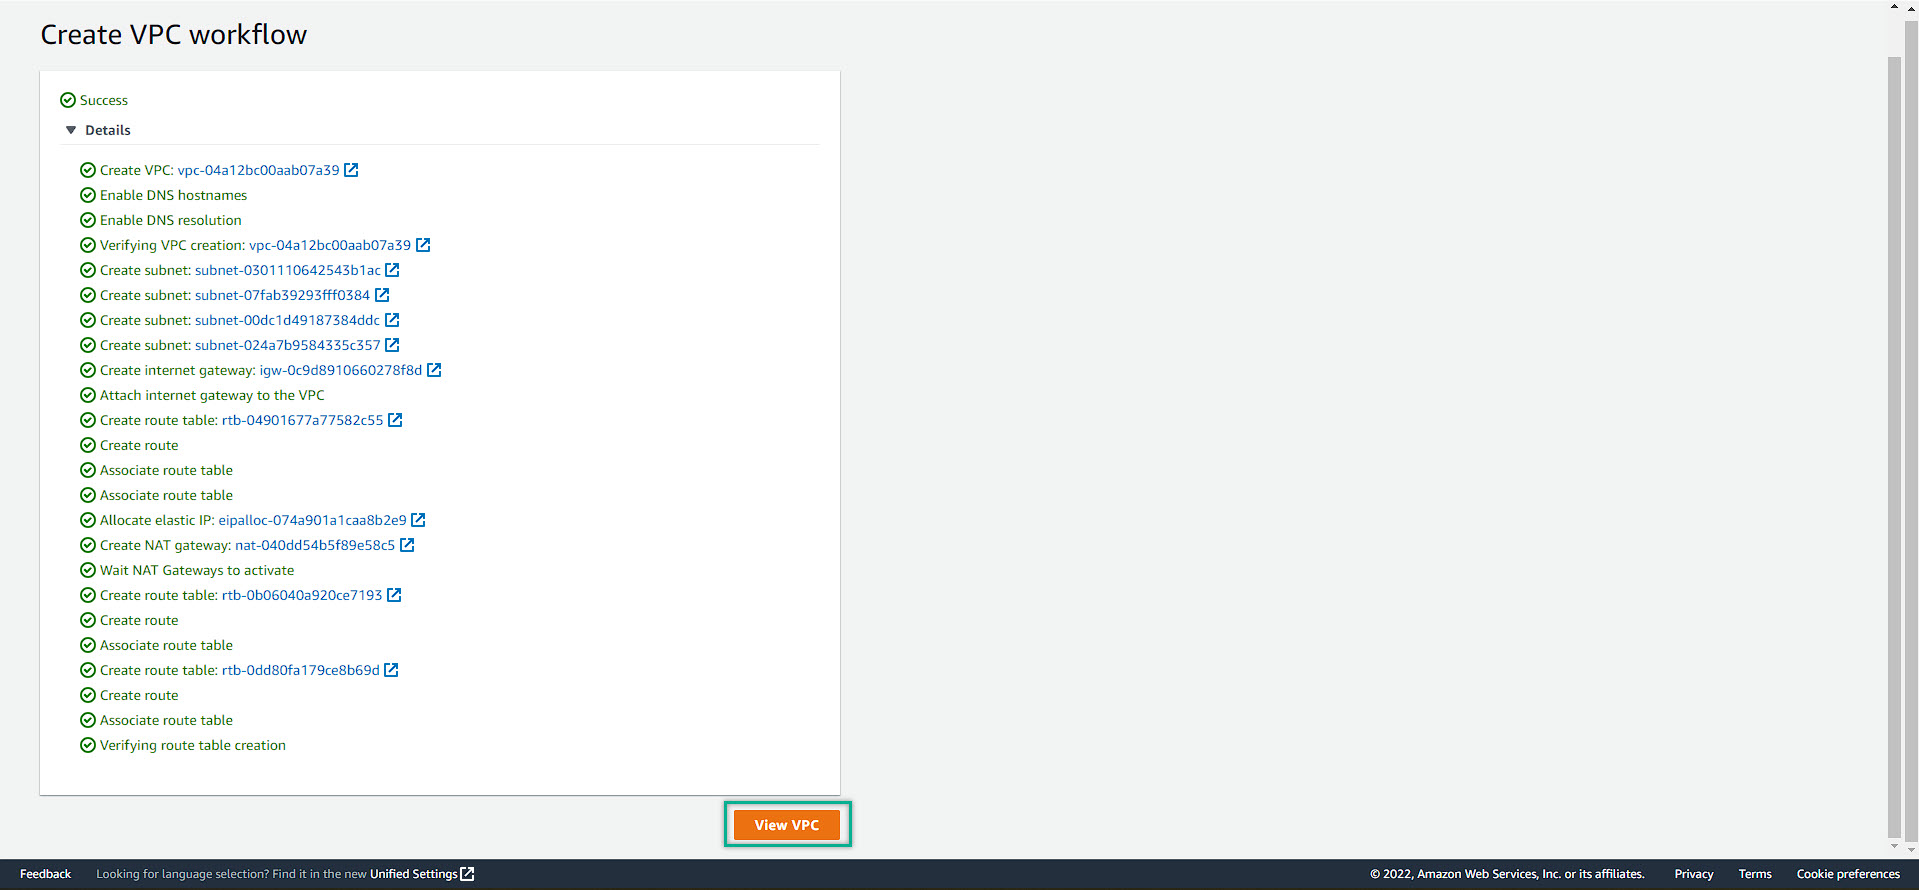 Create VPC workflow
Success
Details
Create VPC: vpc-04a12bc00aab07a39
Enable DNS hostnames
Enable DNS resolution
Verifying VPC creation: vpc-04a12bc00aab07a39
Create subnet: subnet-0301110642543b1ac
Create subnet: subnet-07fab39293fff0384
Create subnet: subnet-00dc1d49187384ddc
Create subnet: subnet-024a7b9584335c357
Create internet gateway: igw-0c9d8910660278f8d
Attach internet gateway to the VPC
Create route table: rtb-04901677a77582c55
Create route
Associate route table
Associate route table
Allocate elastic IP: eipalloc-074a901a1caa8b2e9
Create NAT gateway: nat-040dd54b5f89e58c5
Wait NAT Gateways to activate
Create route table: rtb-0b06040a920ce7193
Create route
Associate route table
Create route table: rtb-0dd80fa179ce8b69d
Create route
Associate route table
Verifying route table creation
View VPC
Feedback Looking for language selection? Find it in the new Unified Settings © 2022, Amazon Web Services, Inc. or its affiliates. Privacy Terms Cookie preferences